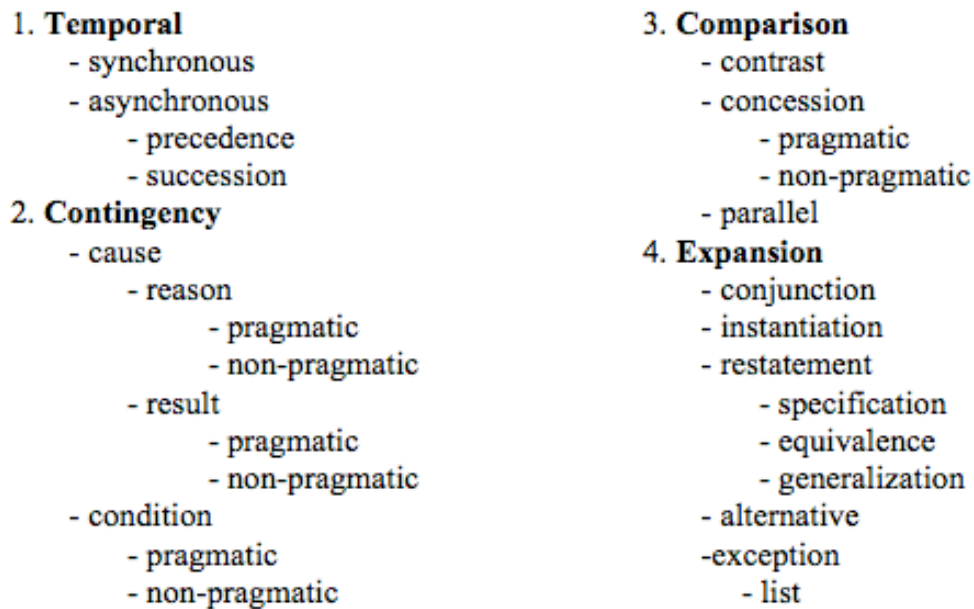 1. Temporal
- synchronous
- asynchronous
- precedence
- succession
2. Contingency
- cause
- reason
- pragmatic
- non-pragmatic
- result
- pragmatic
- non-pragmatic
- condition
- pragmatic
- non-pragmatic
3. Comparison
- contrast
- concession
- pragmatic
- non-pragmatic
- parallel
4. Expansion
- conjunction
- instantiation
- restatement
- specification
- equivalence
- generalization
- alternative
-exception
- list